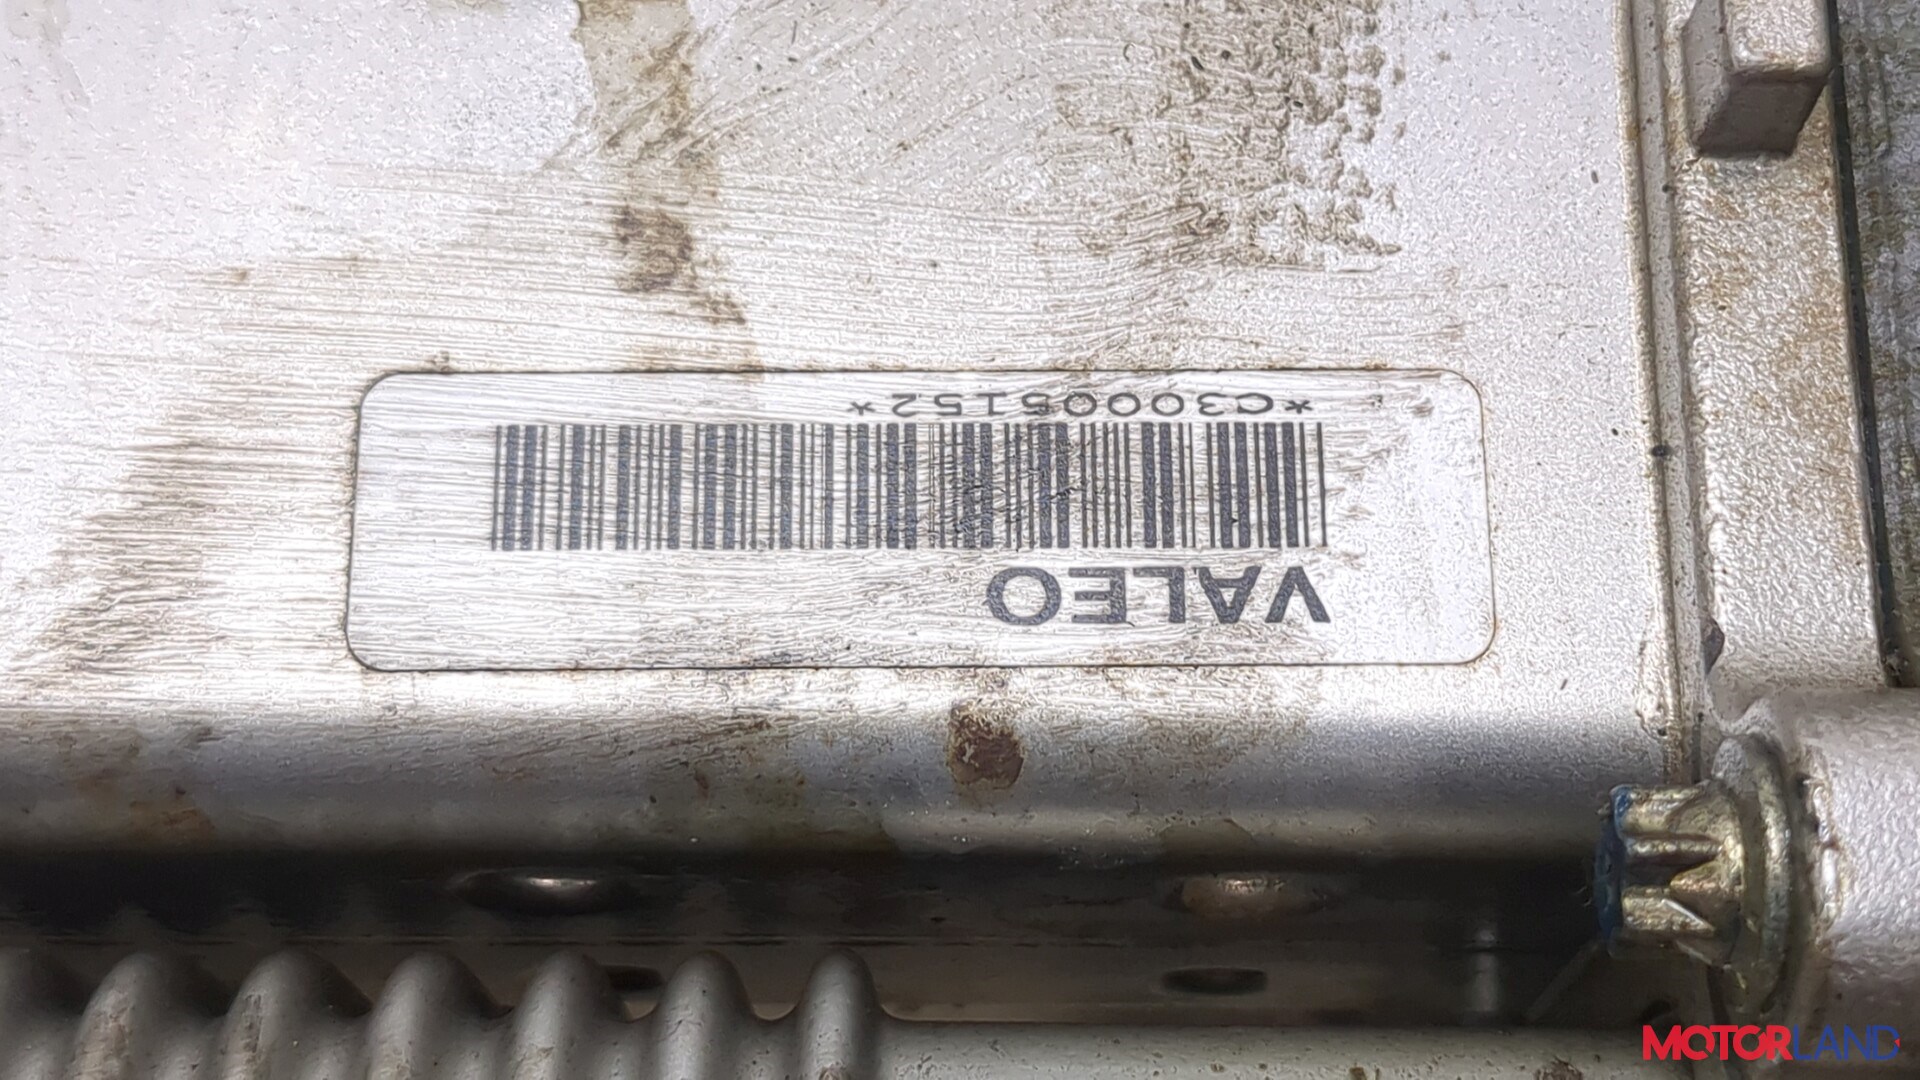 VALEO
*C30005152*
MOTORLAND